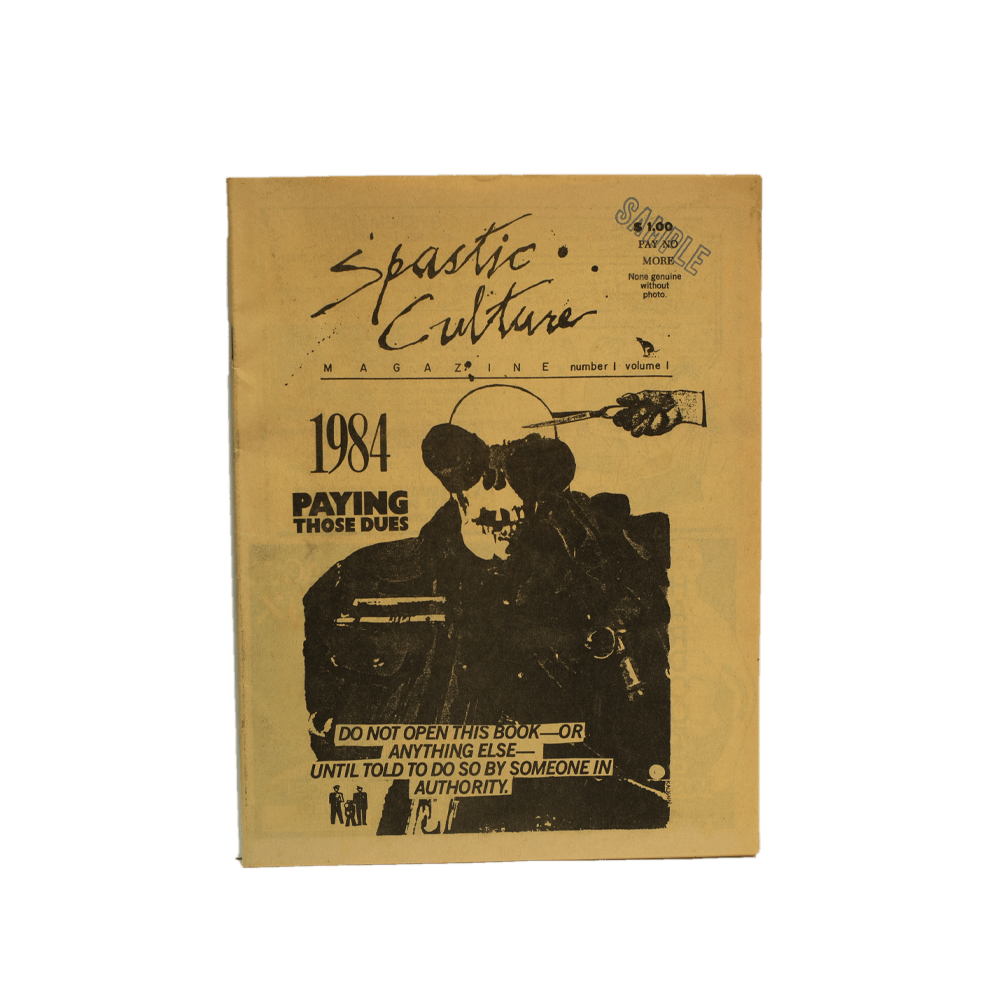 Spastic
Culture
SAMPLE
$ 1.00
PAY NO
MORE
None genuine
without
photo.
MAGAZINE number 1 volume 1
1984
PAYING
THOSE DUES
DO NOT OPEN THIS BOOK—OR
ANYTHING ELSE—
UNTIL TOLD TO DO SO BY SOMEONE IN
AUTHORITY.